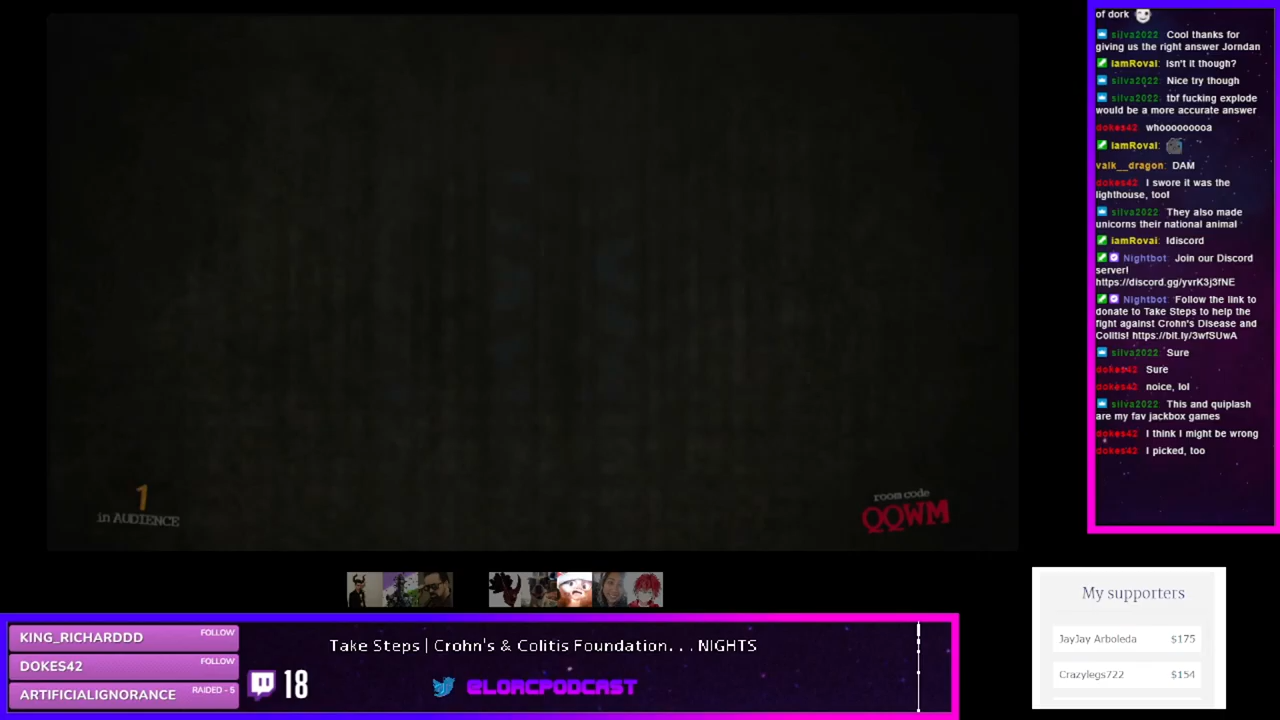 of dork
silva2022: Cool thanks for
giving us the right answer Jorndan
iamRoval: Isn't it though?
silva2022: Nice try though
silva2022: tbf fucking explode
would be a more accurate answer
dokes42: whoooooooa
iamRoval:
valk__dragon: DAM
dokes42: I swore it was the
lighthouse, too!
silva2022: They also made
unicorns their national animal
iamRoval: !discord
Nightbot: Join our Discord
server!
https://discord.gg/yvrK3j3fNE
Nightbot: Follow the link to
donate to Take Steps to help the
fight against Crohn's Disease and
Colitis! https://bit.ly/3wfSUwA
silva2022: Sure
dokes42: Sure
dokes42: noice, lol
silva2022: This and quiplash
are my fav jackbox games
dokes42: I think I might be wrong
dokes42: I picked, too
1
in AUDIENCE
room code
QQWM
My supporters
JayJay Arboleda $175
Crazylegs722 $154
KING_RICHARDDD FOLLOW
DOKES42 FOLLOW
ARTIFICIALIGNORANCE RAIDED - 5
18
Take Steps | Crohn's & Colitis Foundation. . . NIGHTS
@LORCPODCAST